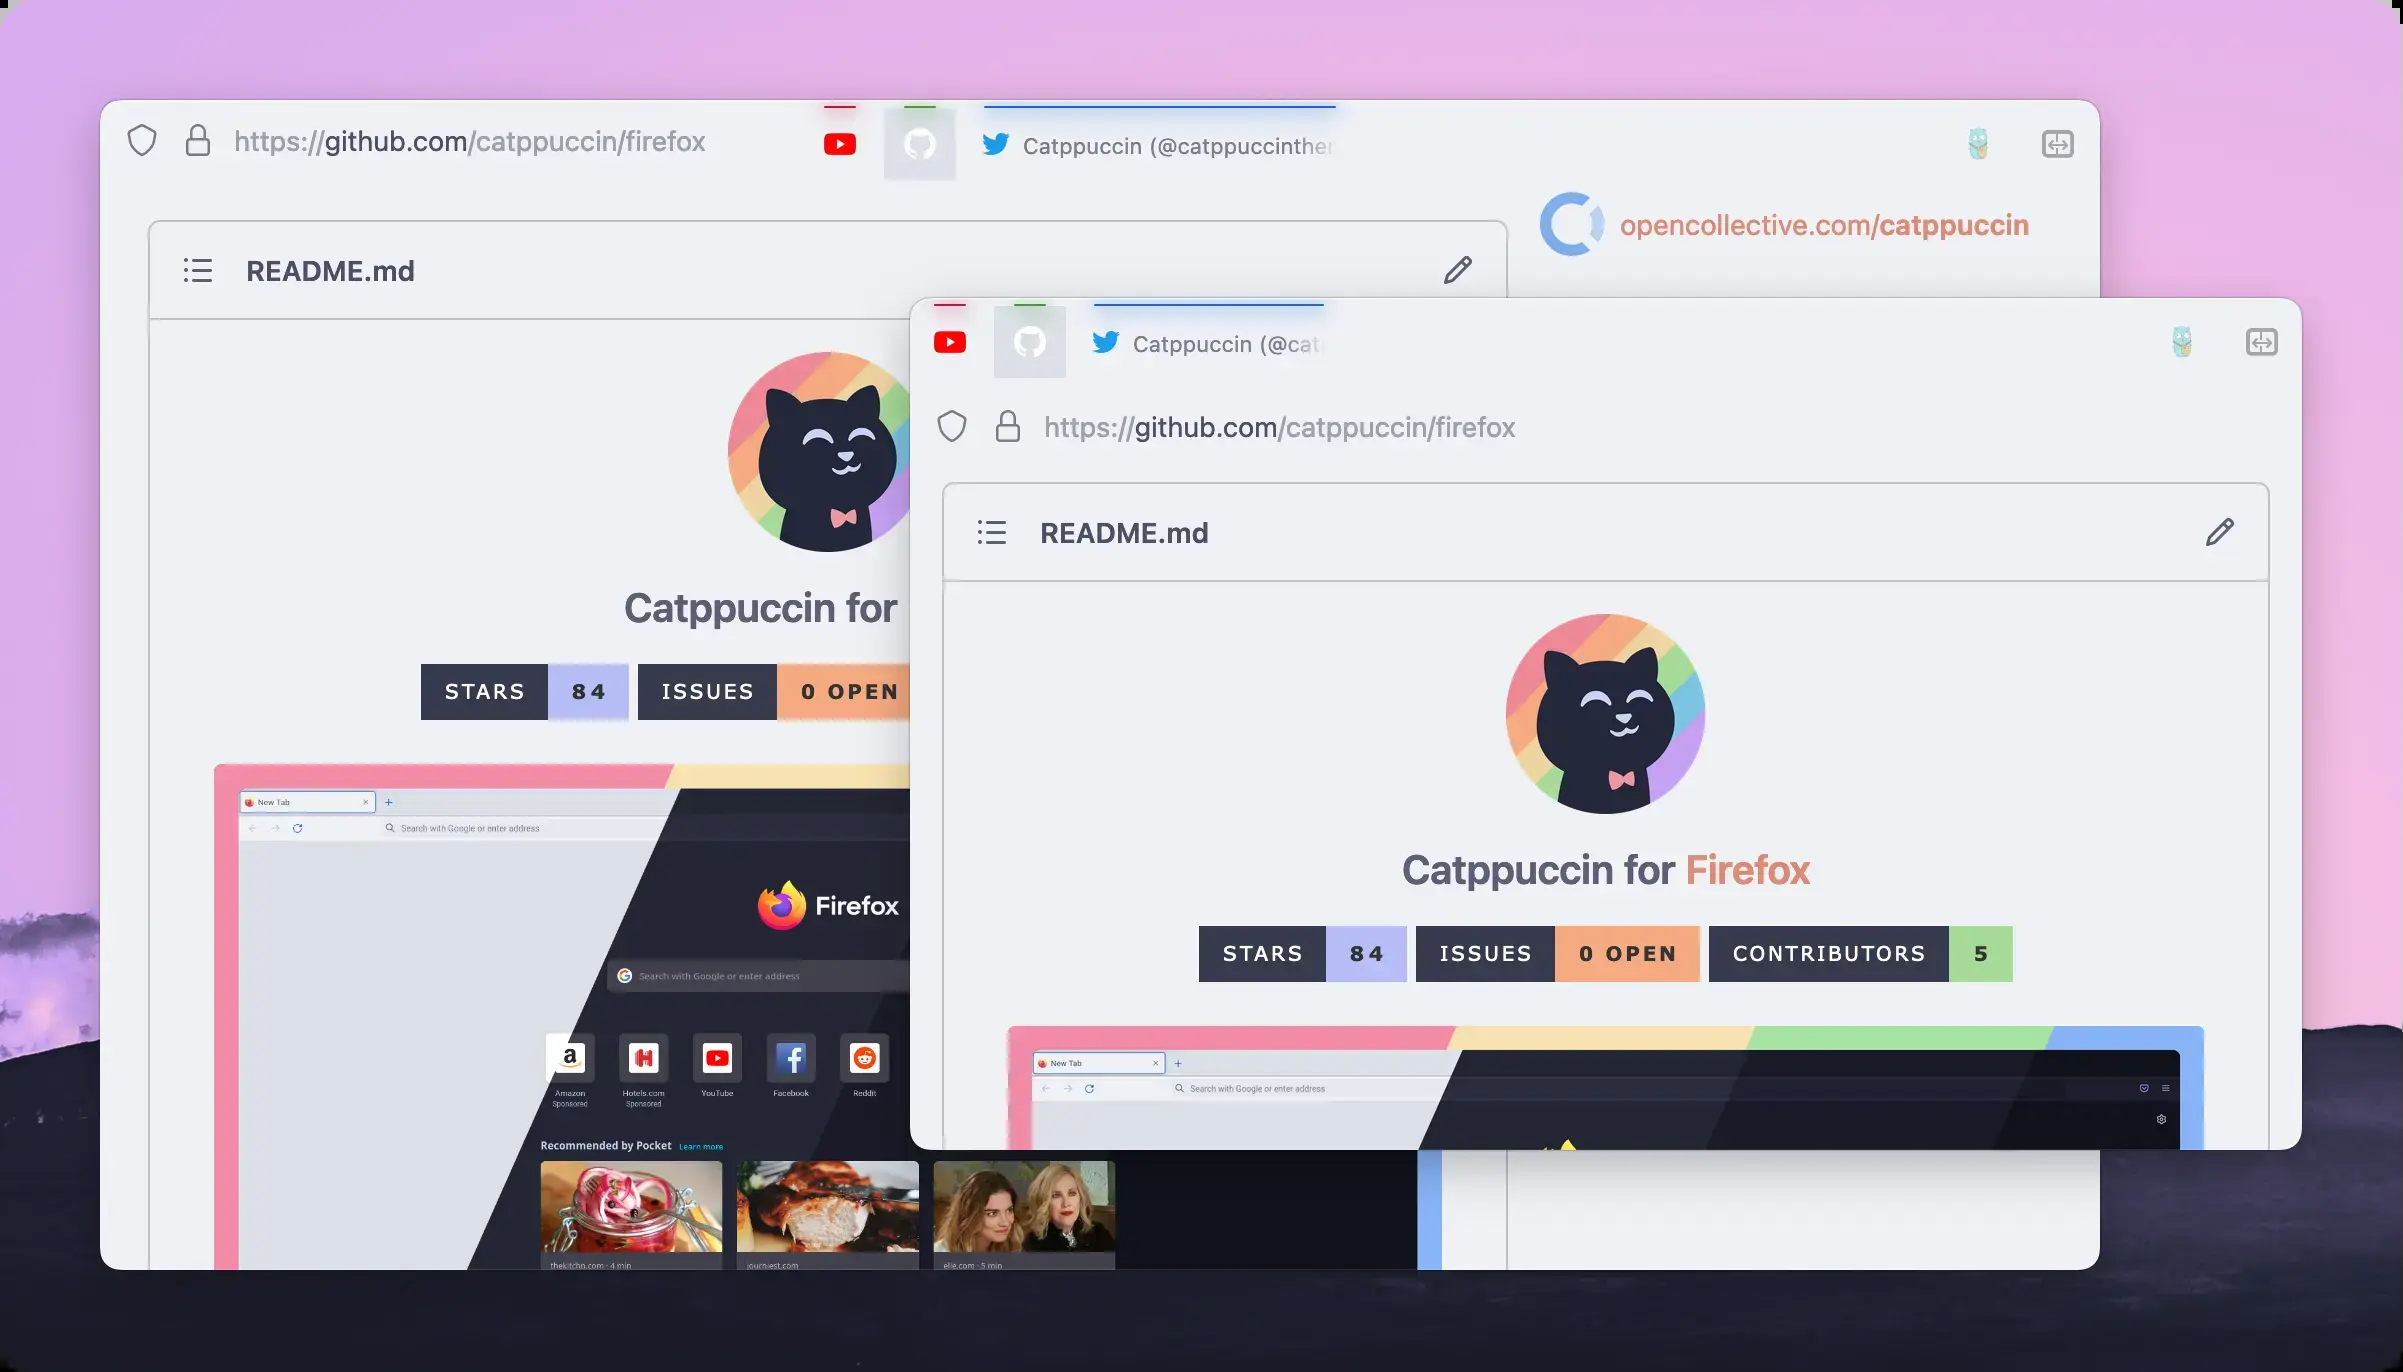 https://github.com/catppuccin/firefox
Catppuccin (@catppuccinther
opencollective.com/catppuccin
README.md
Catppuccin for
STARS 84 ISSUES 0 OPEN
New Tab
Search with Google or enter address
Firefox
Search with Google or enter address
a
Amazon
Sponsored
Hotels.com
Sponsored
YouTube
Facebook
Reddit
Recommended by Pocket Learn more
thekitchn.com · 4 min
journiest.com
elle.com · 5 min
Catppuccin (@cat
https://github.com/catppuccin/firefox
README.md
Catppuccin for Firefox
STARS 84 ISSUES 0 OPEN CONTRIBUTORS 5
New Tab
Search with Google or enter address